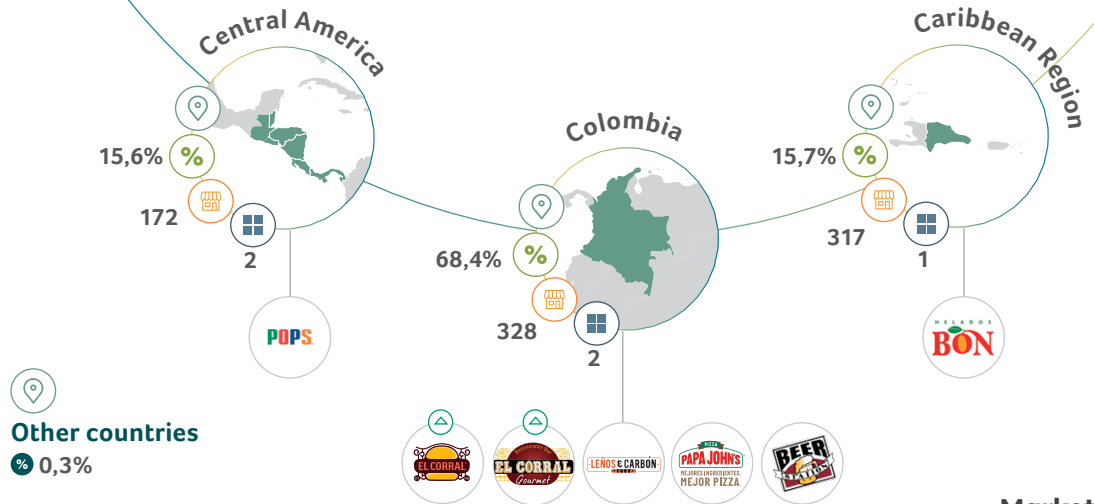 Central America
15,6%
%
172
2
POPS
Colombia
68,4%
%
328
2
Caribbean Region
15,7%
%
317
1
HELADOS
BON
Other countries
% 0,3%
EL CORRAL
EL CORRAL
Gourmet
LEÑOS & CARBÓN
PIZZA
PAPA JOHN'S
MEJORES INGREDIENTES.
MEJOR PIZZA.
BEER
STATION
Market